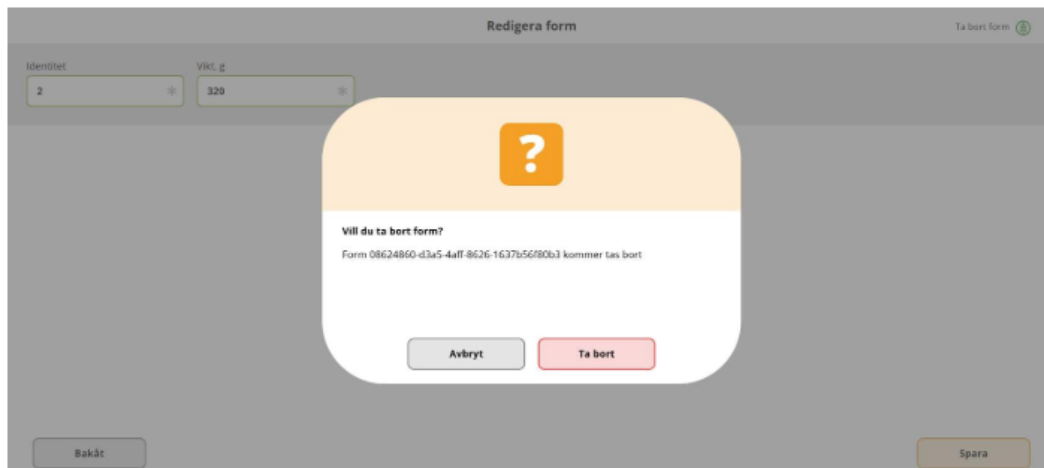 Redigera form
Ta bort form
Identitet
Vikt, g
2 *
320 *
?
Vill du ta bort form?
Form 08624860-d3a5-4aff-8626-1637b56f80b3 kommer tas bort
Avbryt
Ta bort
Bakåt
Spara